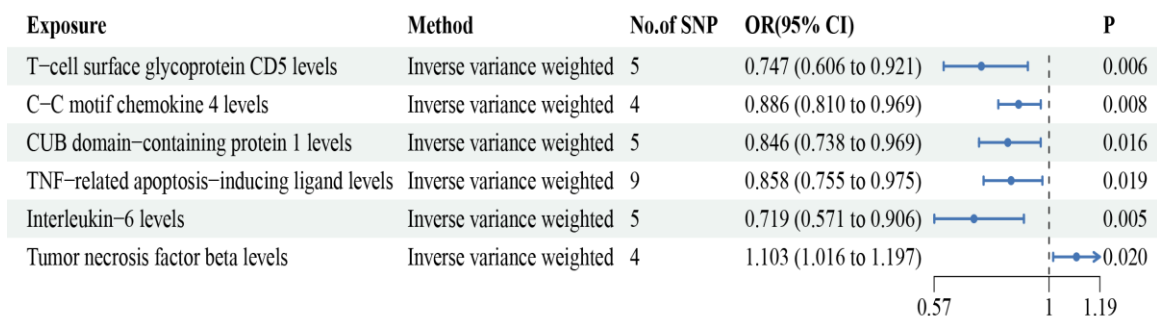 Exposure Method No.of SNP OR(95% CI) P
T−cell surface glycoprotein CD5 levels Inverse variance weighted 5 0.747 (0.606 to 0.921) 0.006
C−C motif chemokine 4 levels Inverse variance weighted 4 0.886 (0.810 to 0.969) 0.008
CUB domain−containing protein 1 levels Inverse variance weighted 5 0.846 (0.738 to 0.969) 0.016
TNF−related apoptosis−inducing ligand levels Inverse variance weighted 9 0.858 (0.755 to 0.975) 0.019
Interleukin−6 levels Inverse variance weighted 5 0.719 (0.571 to 0.906) 0.005
Tumor necrosis factor beta levels Inverse variance weighted 4 1.103 (1.016 to 1.197) 0.020
0.57 1 1.19